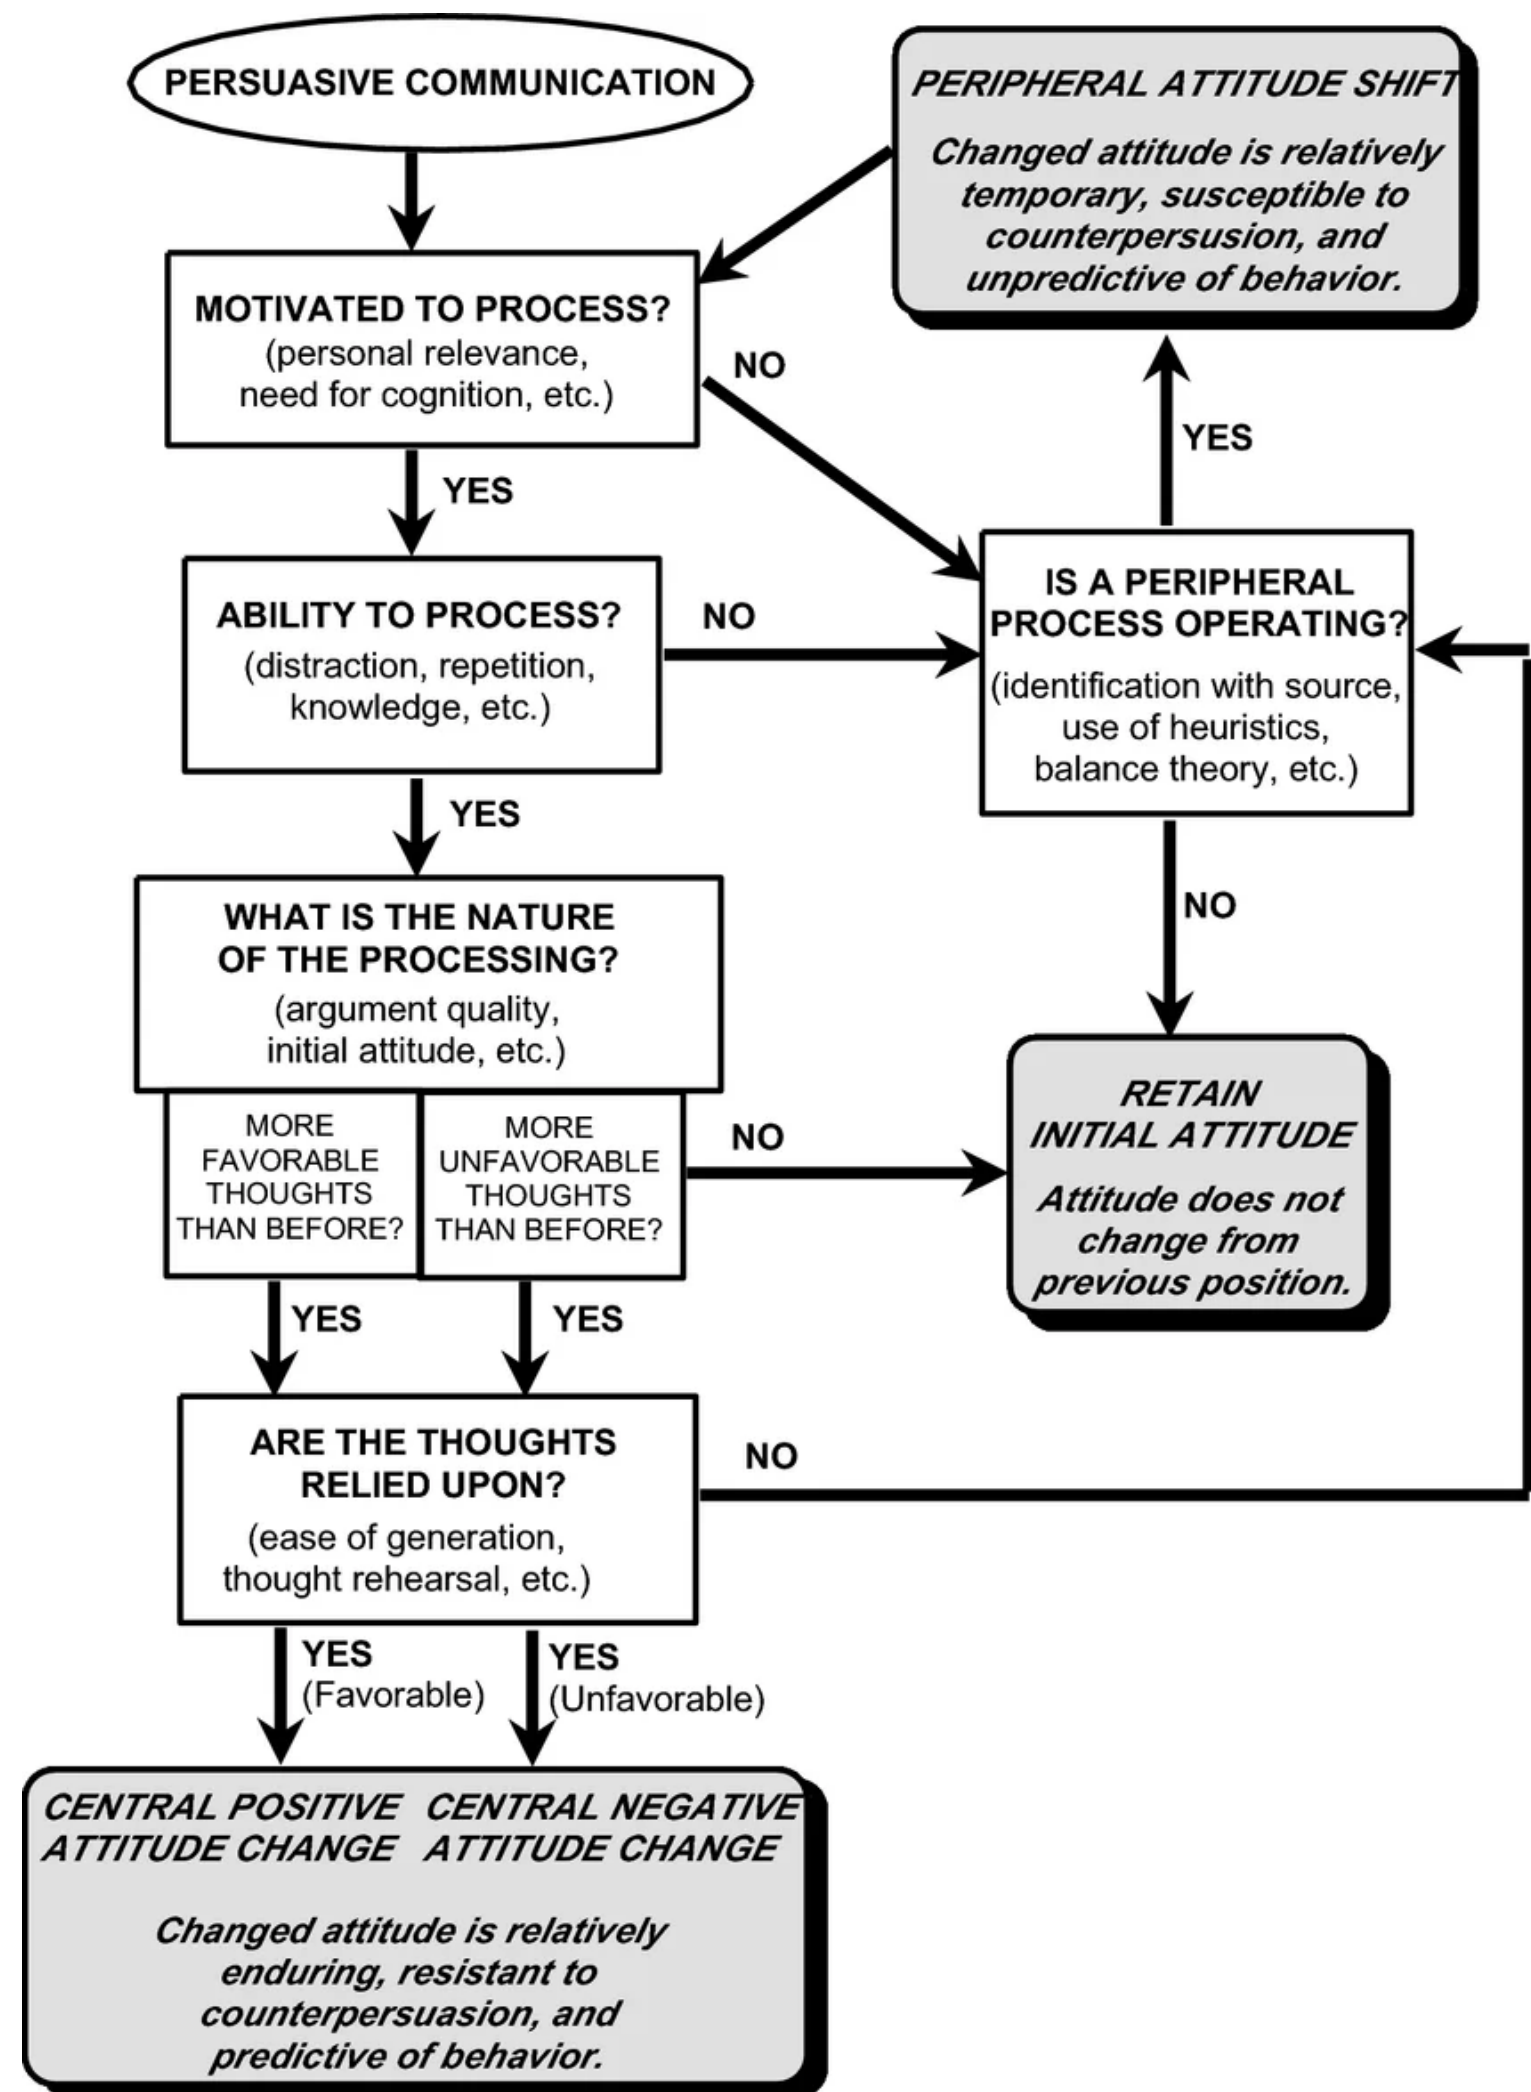 PERSUASIVE COMMUNICATION
PERIPHERAL ATTITUDE SHIFT
Changed attitude is relatively
temporary, susceptible to
counterpersusion, and
unpredictive of behavior.
MOTIVATED TO PROCESS?
(personal relevance,
need for cognition, etc.)
NO
YES
YES
ABILITY TO PROCESS?
(distraction, repetition,
knowledge, etc.)
NO
IS A PERIPHERAL
PROCESS OPERATING?
(identification with source,
use of heuristics,
balance theory, etc.)
YES
NO
WHAT IS THE NATURE
OF THE PROCESSING?
(argument quality,
initial attitude, etc.)
MORE
FAVORABLE
THOUGHTS
THAN BEFORE?
MORE
UNFAVORABLE
THOUGHTS
THAN BEFORE?
NO
RETAIN
INITIAL ATTITUDE
Attitude does not
change from
previous position.
YES
YES
ARE THE THOUGHTS
RELIED UPON?
(ease of generation,
thought rehearsal, etc.)
NO
YES
(Favorable)
YES
(Unfavorable)
CENTRAL POSITIVE
ATTITUDE CHANGE
CENTRAL NEGATIVE
ATTITUDE CHANGE
Changed attitude is relatively
enduring, resistant to
counterpersuasion, and
predictive of behavior.